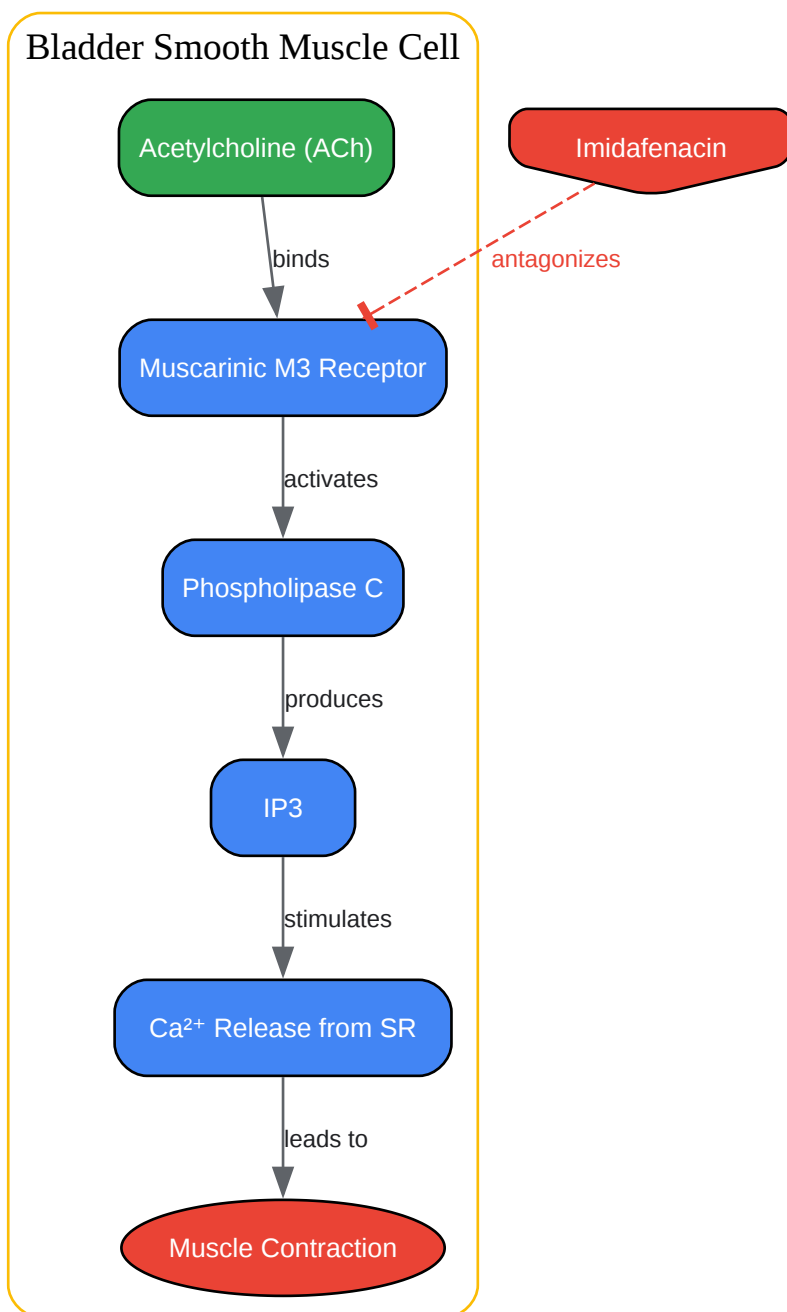 Bladder Smooth Muscle Cell
Acetylcholine (ACh)
Imidafenacin
binds
antagonizes
Muscarinic M3 Receptor
activates
Phospholipase C
produces
IP3
stimulates
Ca²⁺ Release from SR
leads to
Muscle Contraction